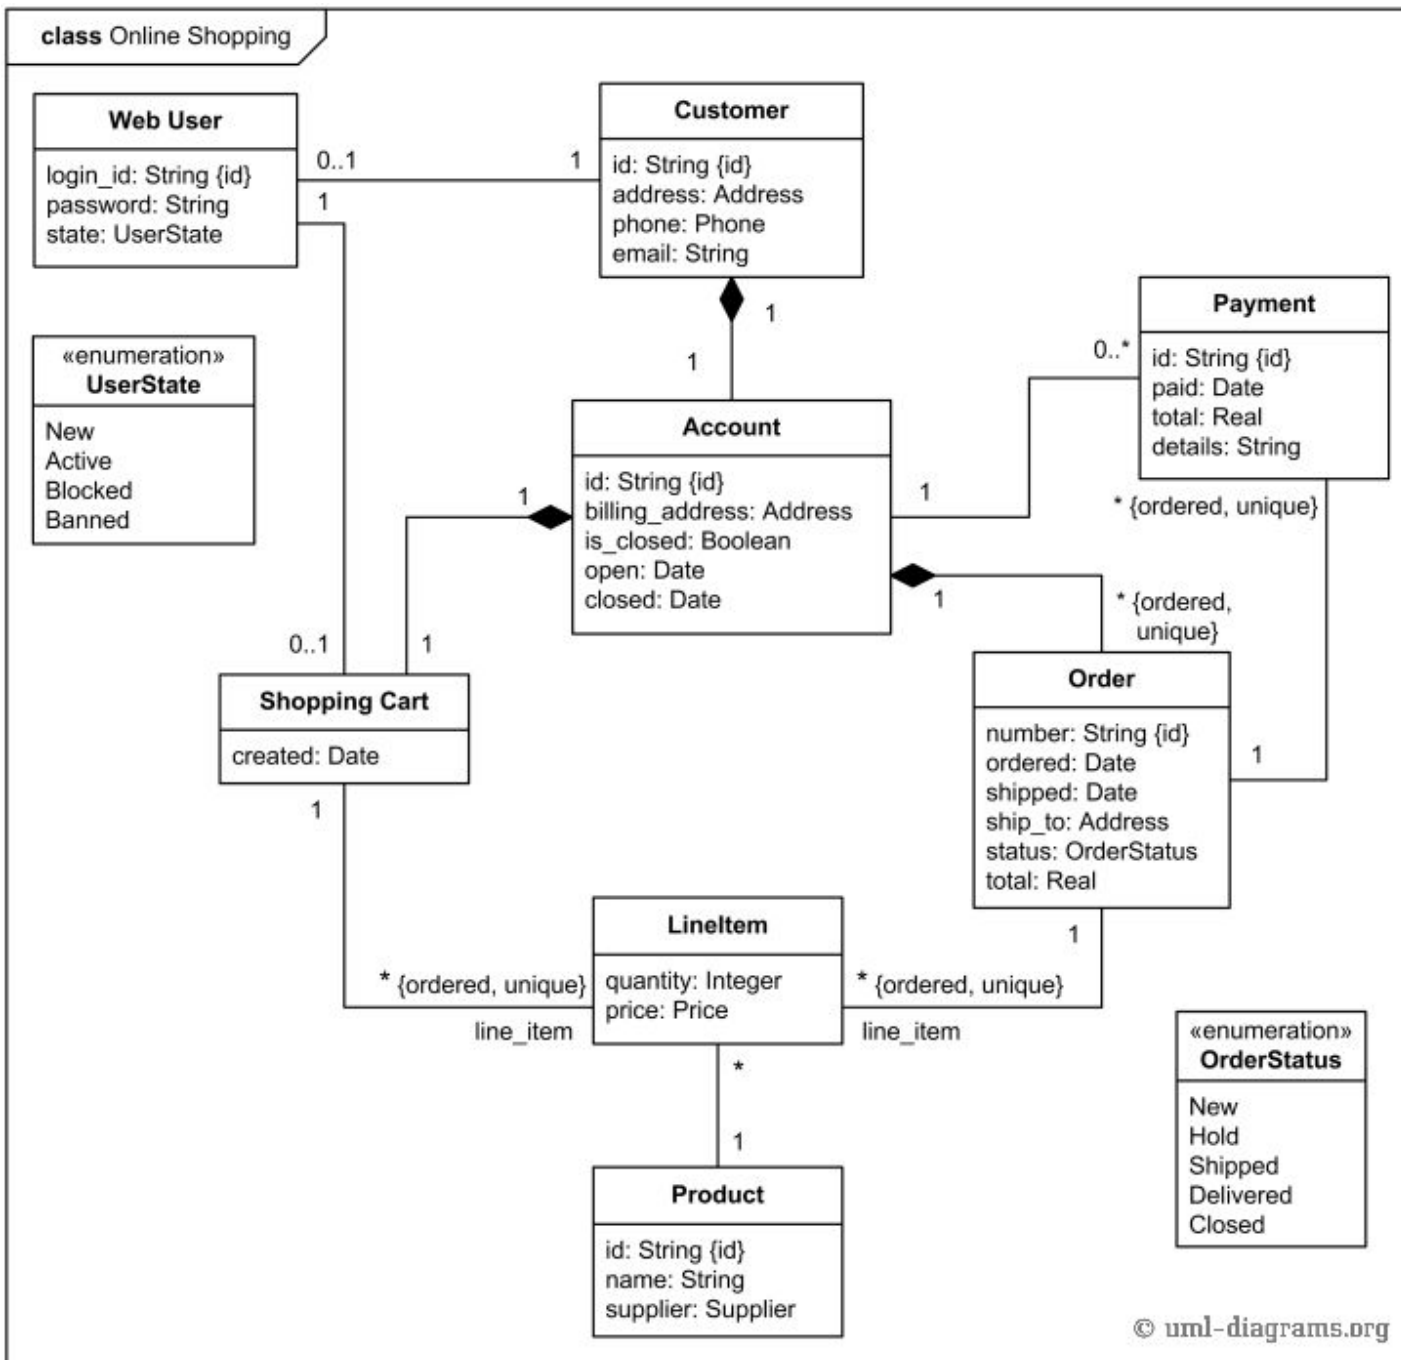 class Online Shopping
Web User
login_id: String {id}
password: String
state: UserState
0..1
1
1
Customer
id: String {id}
address: Address
phone: Phone
email: String
1
1
«enumeration»
UserState
New
Active
Blocked
Banned
Payment
id: String {id}
paid: Date
total: Real
details: String
0..*
1
* {ordered, unique}
Account
id: String {id}
billing_address: Address
is_closed: Boolean
open: Date
closed: Date
1
1
* {ordered,
unique}
0..1
1
Shopping Cart
created: Date
1
Order
number: String {id}
ordered: Date
shipped: Date
ship_to: Address
status: OrderStatus
total: Real
1
1
LineItem
quantity: Integer
price: Price
* {ordered, unique}
line_item
* {ordered, unique}
line_item
*
1
Product
id: String {id}
name: String
supplier: Supplier
«enumeration»
OrderStatus
New
Hold
Shipped
Delivered
Closed
© uml-diagrams.org